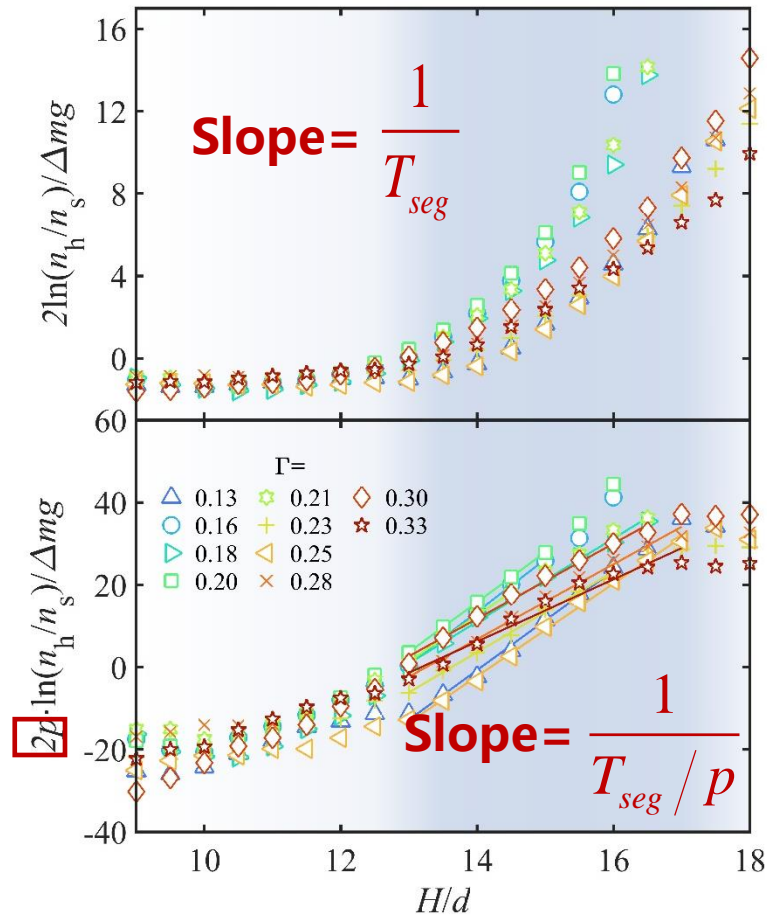 16
12
8
4
0
2ln(n_h/n_s)/Δmg
Slope= 1/T_seg
60
40
20
0
-20
-40
2p·ln(n_h/n_s)/Δmg
Γ=
0.13 0.21 0.30
0.16 0.23 0.33
0.18 0.25
0.20 0.28
Slope= 1/(T_seg/p)
10 12 14 16 18
H/d